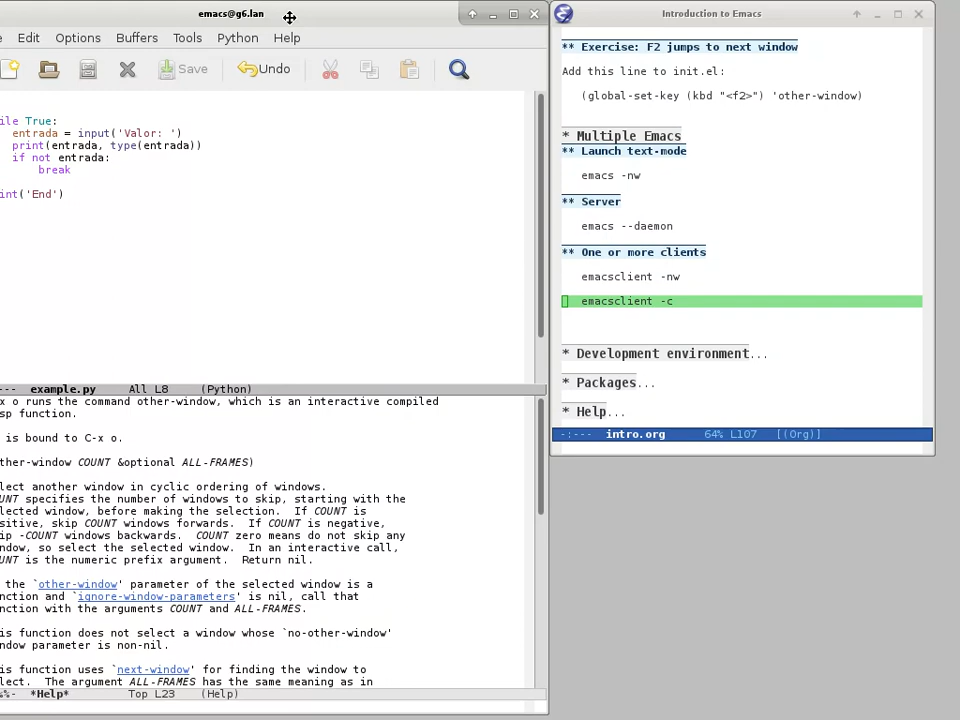 emacs@g6.lan
Edit Options Buffers Tools Python Help
Save Undo
ile True:
entrada = input('Valor: ')
print(entrada, type(entrada))
if not entrada:
break
int('End')
--- example.py All L8 (Python)
x o runs the command other-window, which is an interactive compiled
sp function.
is bound to C-x o.
ther-window COUNT &optional ALL-FRAMES)
lect another window in cyclic ordering of windows.
UNT specifies the number of windows to skip, starting with the
lected window, before making the selection. If COUNT is
sitive, skip COUNT windows forwards. If COUNT is negative,
ip -COUNT windows backwards. COUNT zero means do not skip any
ndow, so select the selected window. In an interactive call,
UNT is the numeric prefix argument. Return nil.
the `other-window' parameter of the selected window is a
nction and `ignore-window-parameters' is nil, call that
nction with the arguments COUNT and ALL-FRAMES.
is function does not select a window whose `no-other-window'
ndow parameter is non-nil.
is function uses `next-window' for finding the window to
lect. The argument ALL-FRAMES has the same meaning as in
%%- *Help* Top L23 (Help)
Introduction to Emacs
** Exercise: F2 jumps to next window
Add this line to init.el:
(global-set-key (kbd "<f2>") 'other-window)
* Multiple Emacs
** Launch text-mode
emacs -nw
** Server
emacs --daemon
** One or more clients
emacsclient -nw
emacsclient -c
* Development environment...
* Packages...
* Help...
-:--- intro.org 64% L107 [(Org)]